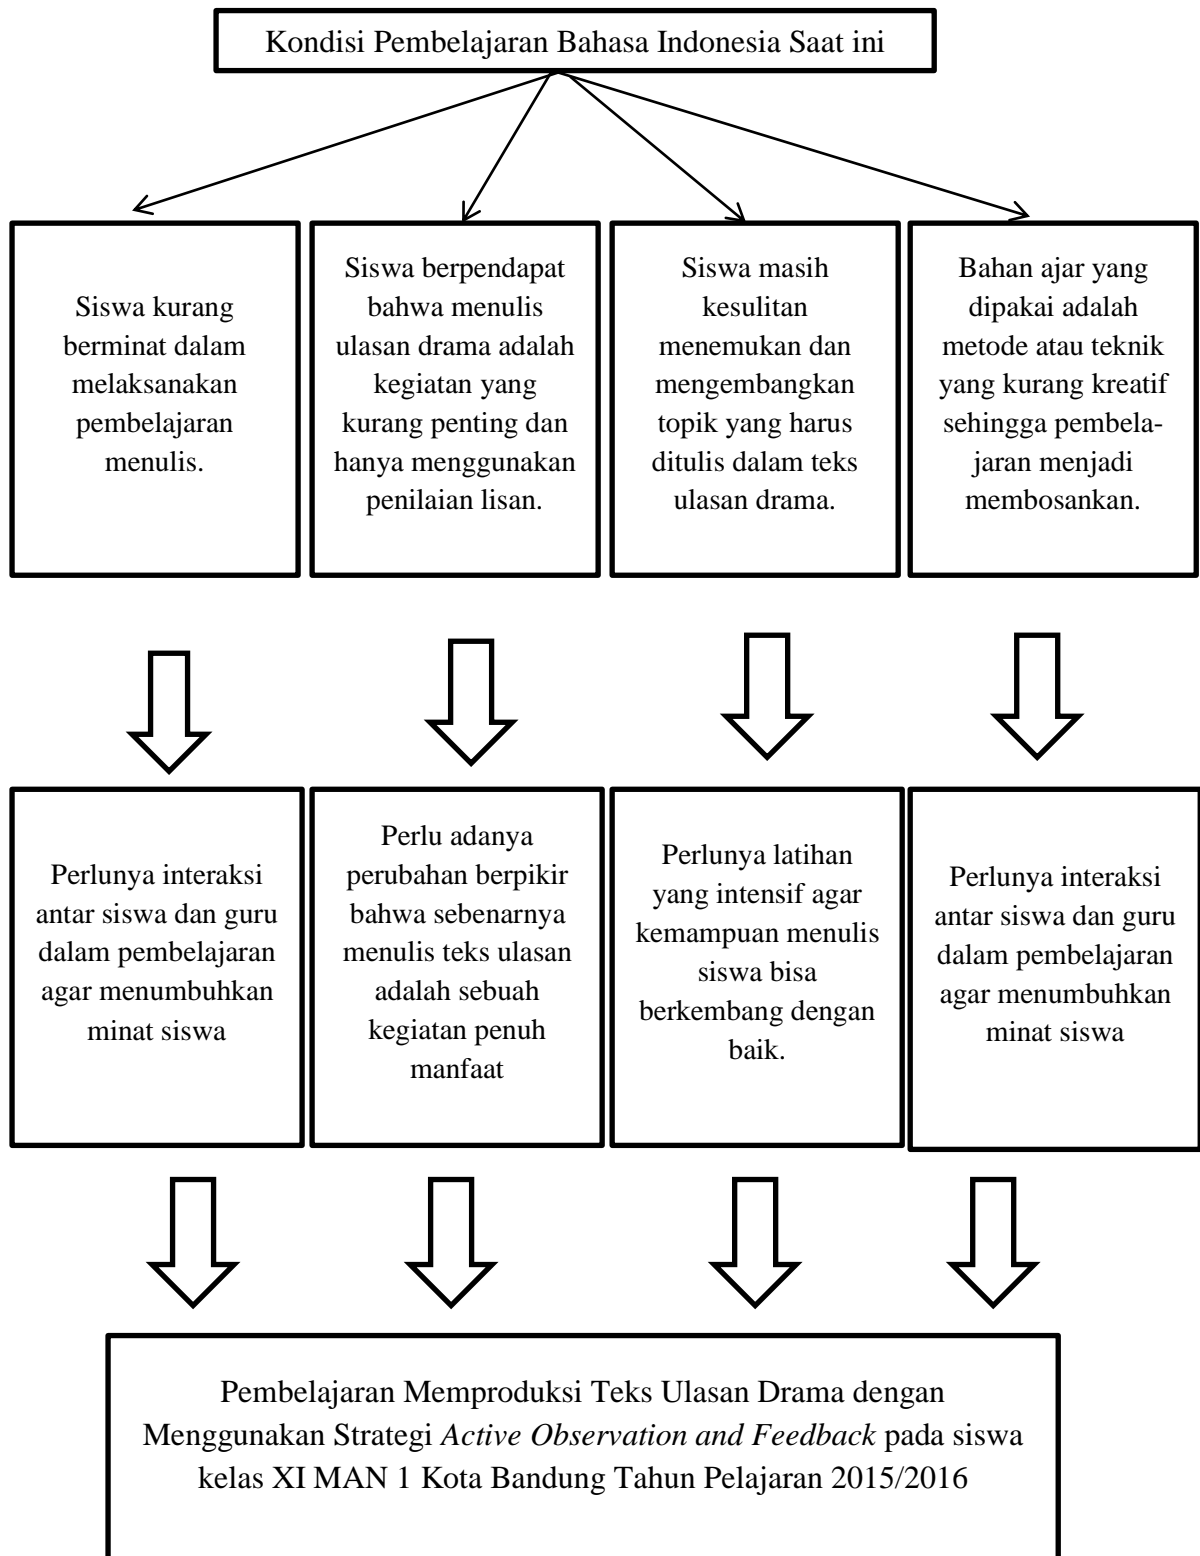 Kondisi Pembelajaran Bahasa Indonesia Saat ini
Siswa kurang
berminat dalam
melaksanakan
pembelajaran
menulis.
Siswa berpendapat
bahwa menulis
ulasan drama adalah
kegiatan yang
kurang penting dan
hanya menggunakan
penilaian lisan.
Siswa masih
kesulitan
menemukan dan
mengembangkan
topik yang harus
ditulis dalam teks
ulasan drama.
Bahan ajar yang
dipakai adalah
metode atau teknik
yang kurang kreatif
sehingga pembela-
jaran menjadi
membosankan.
Perlunya interaksi
antar siswa dan guru
dalam pembelajaran
agar menumbuhkan
minat siswa
Perlu adanya
perubahan berpikir
bahwa sebenarnya
menulis teks ulasan
adalah sebuah
kegiatan penuh
manfaat
Perlunya latihan
yang intensif agar
kemampuan menulis
siswa bisa
berkembang dengan
baik.
Perlunya interaksi
antar siswa dan guru
dalam pembelajaran
agar menumbuhkan
minat siswa
Pembelajaran Memproduksi Teks Ulasan Drama dengan
Menggunakan Strategi Active Observation and Feedback pada siswa
kelas XI MAN 1 Kota Bandung Tahun Pelajaran 2015/2016